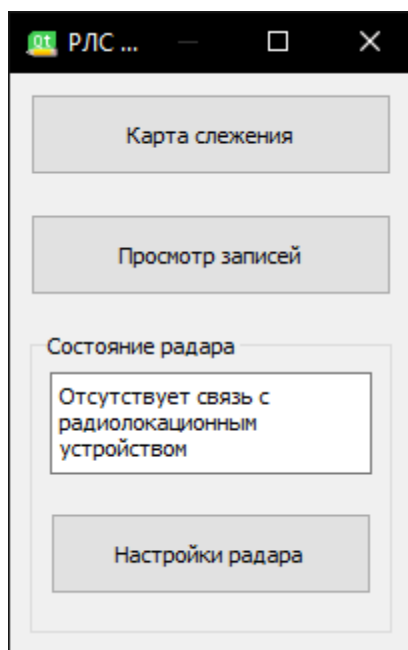 Qt РЛС ...
Карта слежения
Просмотр записей
Состояние радара
Отсутствует связь с
радиолокационным
устройством
Настройки радара